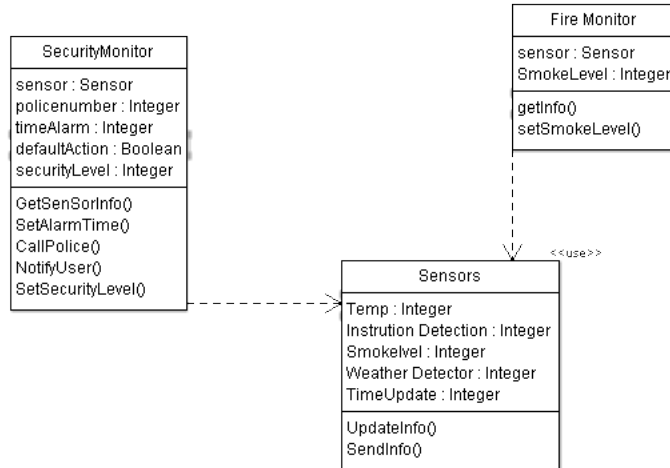 SecurityMonitor
sensor : Sensor
policenumber : Integer
timeAlarm : Integer
defaultAction : Boolean
securityLevel : Integer
GetSenSorInfo()
SetAlarmTime()
CallPolice()
NotifyUser()
SetSecurityLevel()
Fire Monitor
sensor : Sensor
SmokeLevel : Integer
getInfo()
setSmokeLevel()
<<use>>
Sensors
Temp : Integer
Instrution Detection : Integer
Smokelvel : Integer
Weather Detector : Integer
TimeUpdate : Integer
UpdateInfo()
SendInfo()